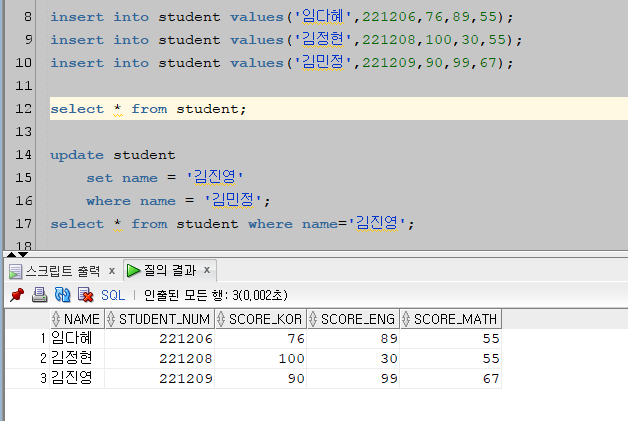 8 insert into student values('임다혜',221206,76,89,55);
9 insert into student values('김정현',221208,100,30,55);
10 insert into student values('김민정',221209,90,99,67);
11
12 select * from student;
13
14 update student
15 set name = '김진영'
16 where name = '김민정';
17 select * from student where name='김진영';
18
스크립트 출력 x 질의 결과 x
SQL | 인출된 모든 행: 3(0,002초)
NAME STUDENT_NUM SCORE_KOR SCORE_ENG SCORE_MATH
1 임다혜 221206 76 89 55
2 김정현 221208 100 30 55
3 김진영 221209 90 99 67